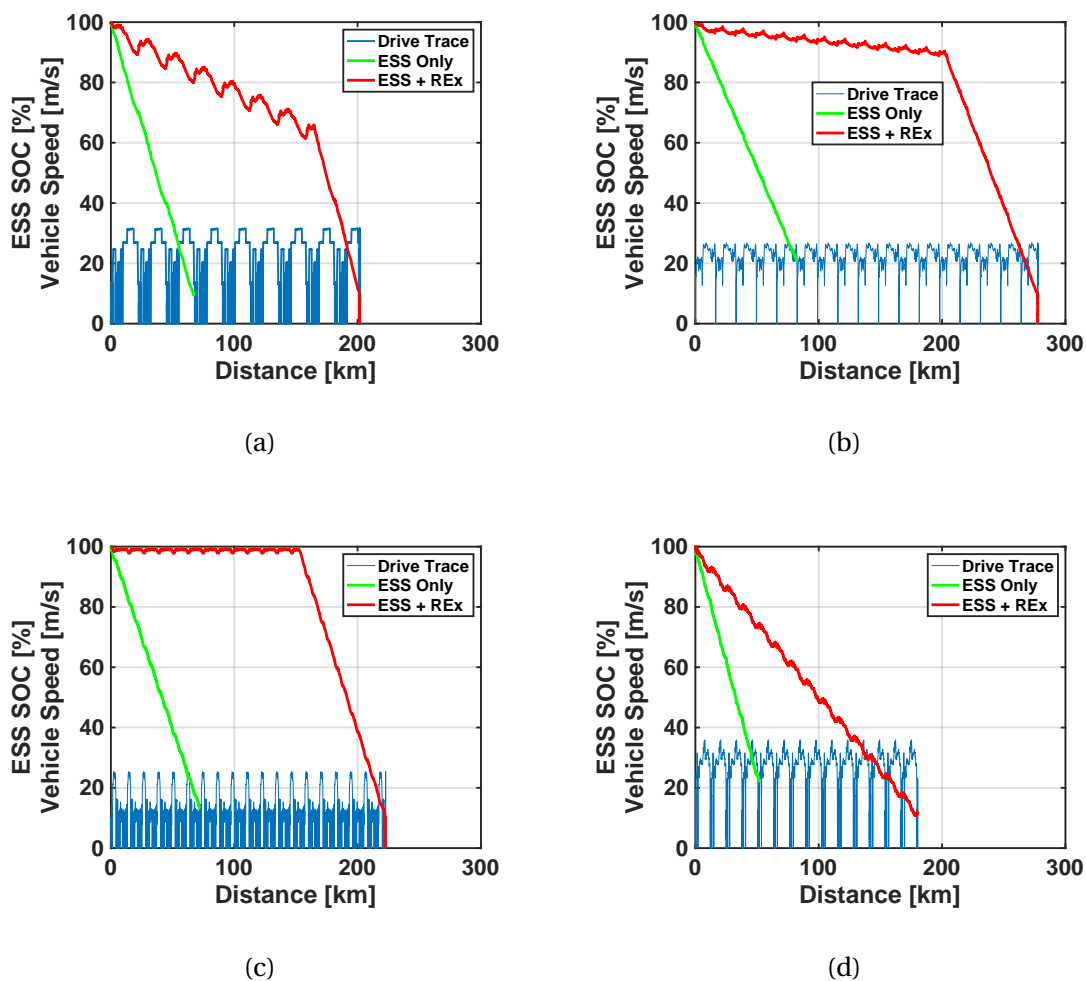 100
80
60
40
20
0
ESS SOC [%]
Vehicle Speed [m/s]
Drive Trace
ESS Only
ESS + REx
0 100 200 300
Distance [km]
(a)
100
80
60
40
20
0
ESS SOC [%]
Vehicle Speed [m/s]
Drive Trace
ESS Only
ESS + REx
0 100 200 300
Distance [km]
(b)
100
80
60
40
20
0
ESS SOC [%]
Vehicle Speed [m/s]
Drive Trace
ESS Only
ESS + REx
0 100 200 300
Distance [km]
(c)
100
80
60
40
20
0
ESS SOC [%]
Vehicle Speed [m/s]
Drive Trace
ESS Only
ESS + REx
0 100 200 300
Distance [km]
(d)